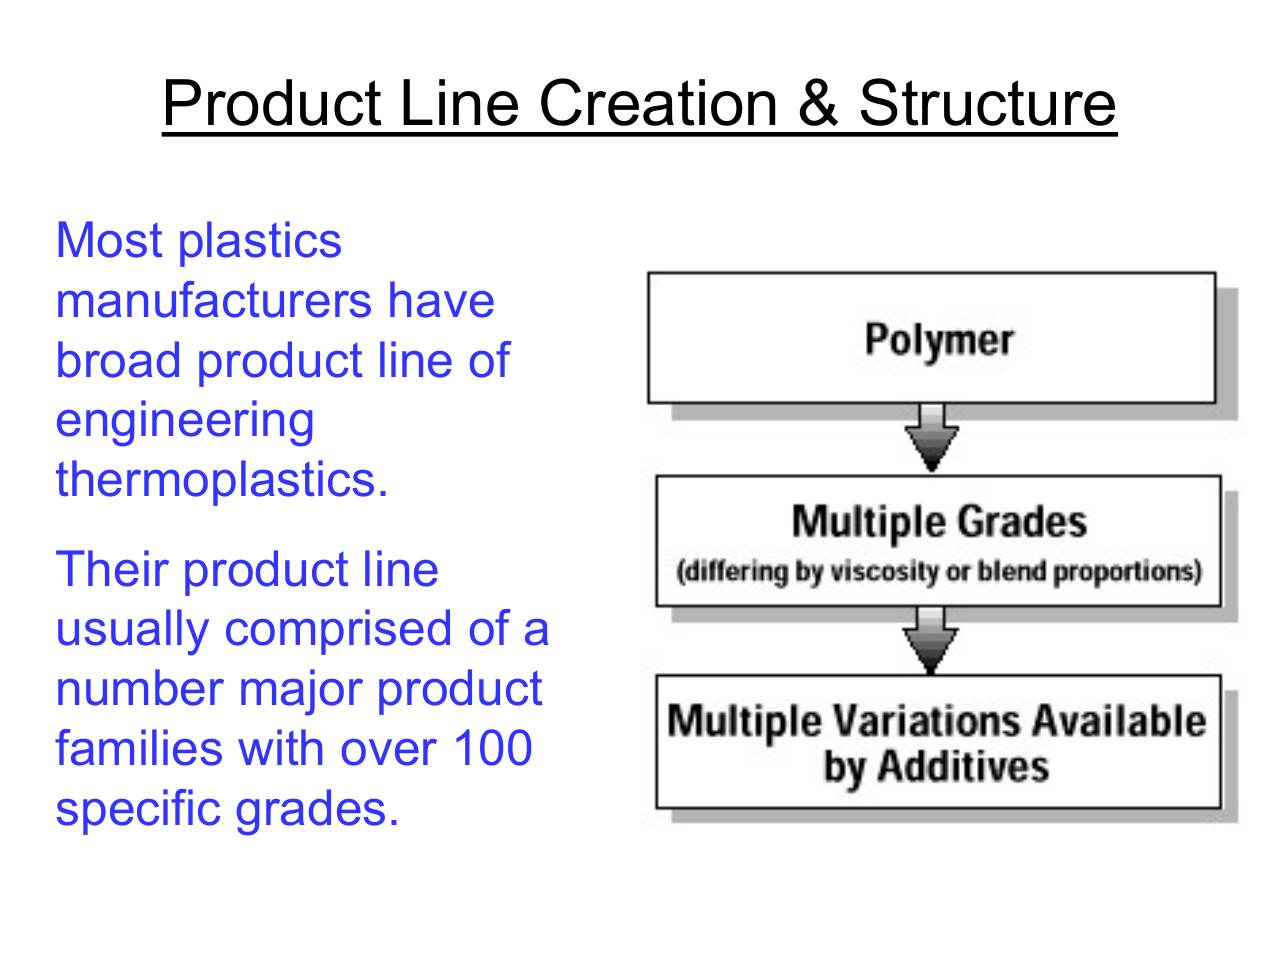 Product Line Creation & Structure
Most plastics
manufacturers have
broad product line of
engineering
thermoplastics.
Their product line
usually comprised of a
number major product
families with over 100
specific grades.
Polymer
Multiple Grades
(differing by viscosity or blend proportions)
Multiple Variations Available
by Additives